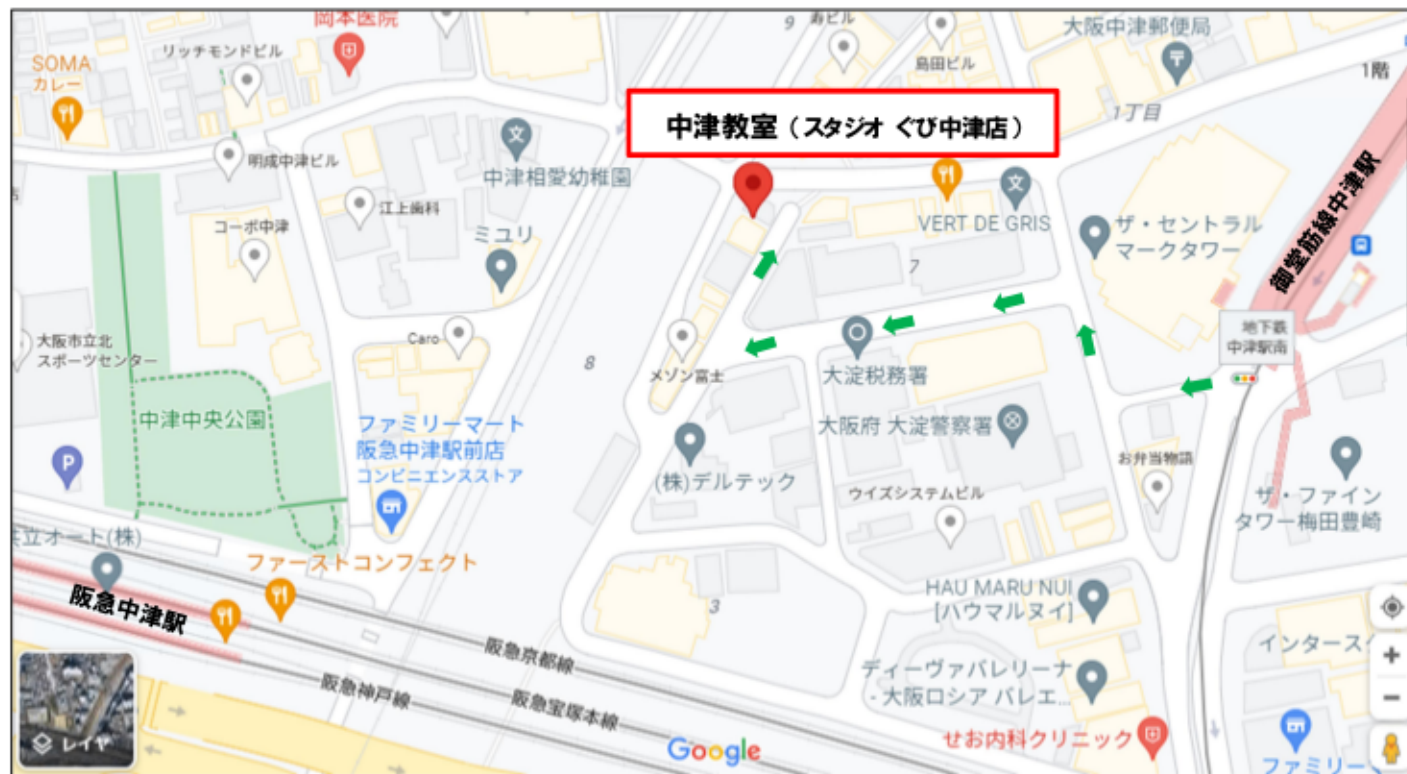 岡本医院
リッチモンドビル
SOMA
カレー
明成中津ビル
コーポ中津
江上歯科
中津相愛幼稚園
ミユリ
9
寿ビル
島田ビル
大阪中津郵便局
1階
1丁目
中津教室（スタジオ ぐび中津店）
VERT DE GRIS
ザ・セントラル
マークタワー
御堂筋線中津駅
7
地下鉄
中津駅南
大阪市立北
スポーツセンター
Caro
8
メゾン富士
大淀税務署
中津中央公園
ファミリーマート
阪急中津駅前店
コンビニエンスストア
大阪府 大淀警察署
(株)デルテック
ウイズシステムビル
お弁当物語
ザ・ファイン
タワー梅田豊崎
P
立オート(株)
ファーストコンフェクト
阪急中津駅
3
HAU MARU NUI
[ハウマルヌイ]
インタース
阪急京都線
阪急宝塚本線
阪急神戸線
ディーヴァバレリーナ
- 大阪ロシア バレエ...
せお内科クリニック
レイヤ
Google
ファミリー